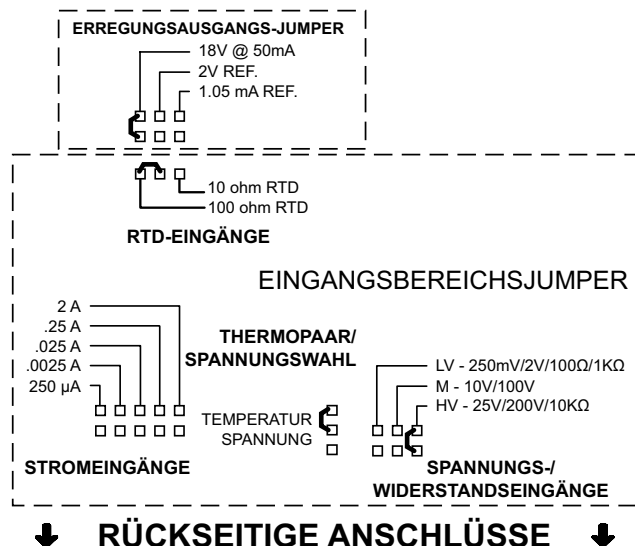 ERREGUNGSAUSGANGS-JUMPER
18V @ 50mA
2V REF.
1.05 mA REF.
10 ohm RTD
100 ohm RTD
RTD-EINGÄNGE
EINGANGSBEREICHSJUMPER
2 A
.25 A
.025 A
.0025 A
250 µA
THERMOPAAR/
SPANNUNGSWAHL
LV - 250mV/2V/100Ω/1KΩ
M - 10V/100V
HV - 25V/200V/10KΩ
TEMPERATUR
SPANNUNG
STROMEINGÄNGE
SPANNUNGS-/
WIDERSTANDSEINGÄNGE
RÜCKSEITIGE ANSCHLÜSSE